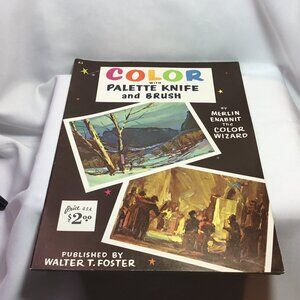 COLOR
WITH
PALETTE KNIFE
and BRUSH
BY
MERLIN
ENABNIT
THE
COLOR
WIZARD
Price U.S.A.
$2.00
PUBLISHED BY
WALTER T. FOSTER